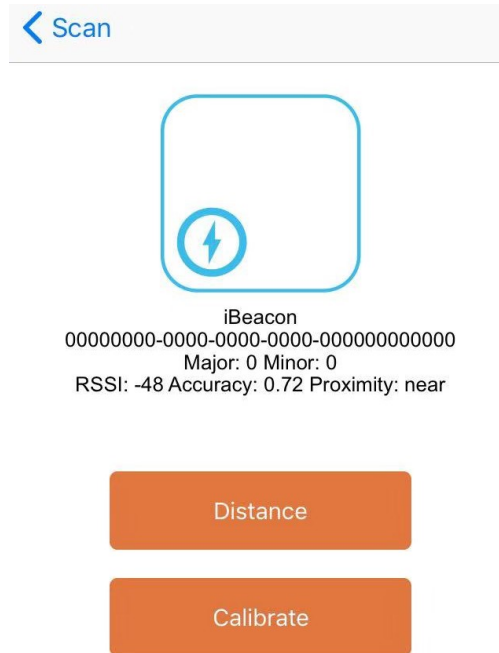 Scan
iBeacon
00000000-0000-0000-0000-000000000000
Major: 0 Minor: 0
RSSI: -48 Accuracy: 0.72 Proximity: near
Distance
Calibrate